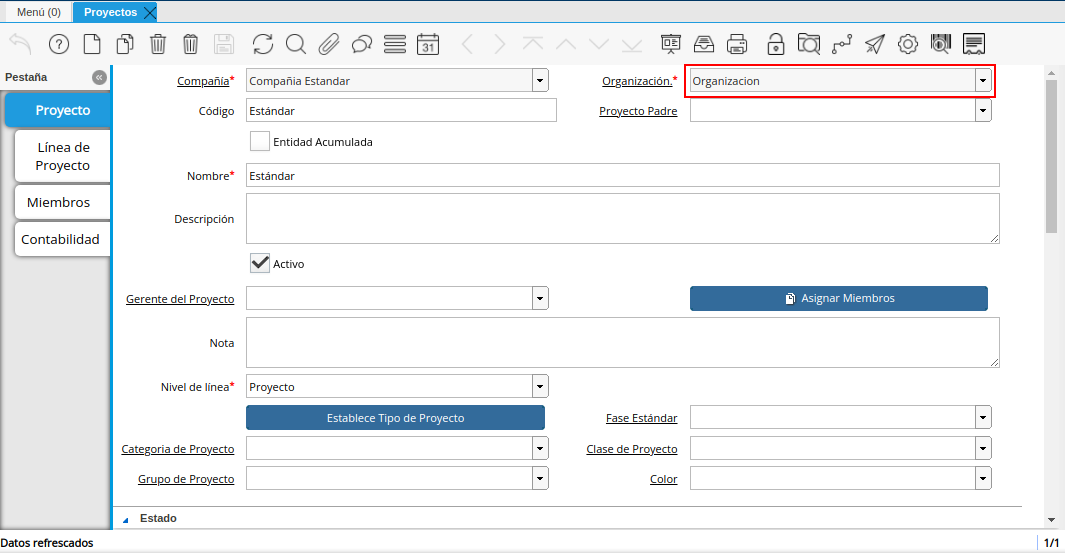 Menú (0)
Proyectos
31
Pestaña
Proyecto
Línea de
Proyecto
Miembros
Contabilidad
Compañía* Compañia Estandar
Organización.* Organizacion
Código Estándar
Proyecto Padre
Entidad Acumulada
Nombre* Estándar
Descripción
Activo
Gerente del Proyecto
Asignar Miembros
Nota
Nivel de línea* Proyecto
Establece Tipo de Proyecto
Fase Estándar
Categoria de Proyecto
Clase de Proyecto
Grupo de Proyecto
Color
Estado
Datos refrescados
1/1